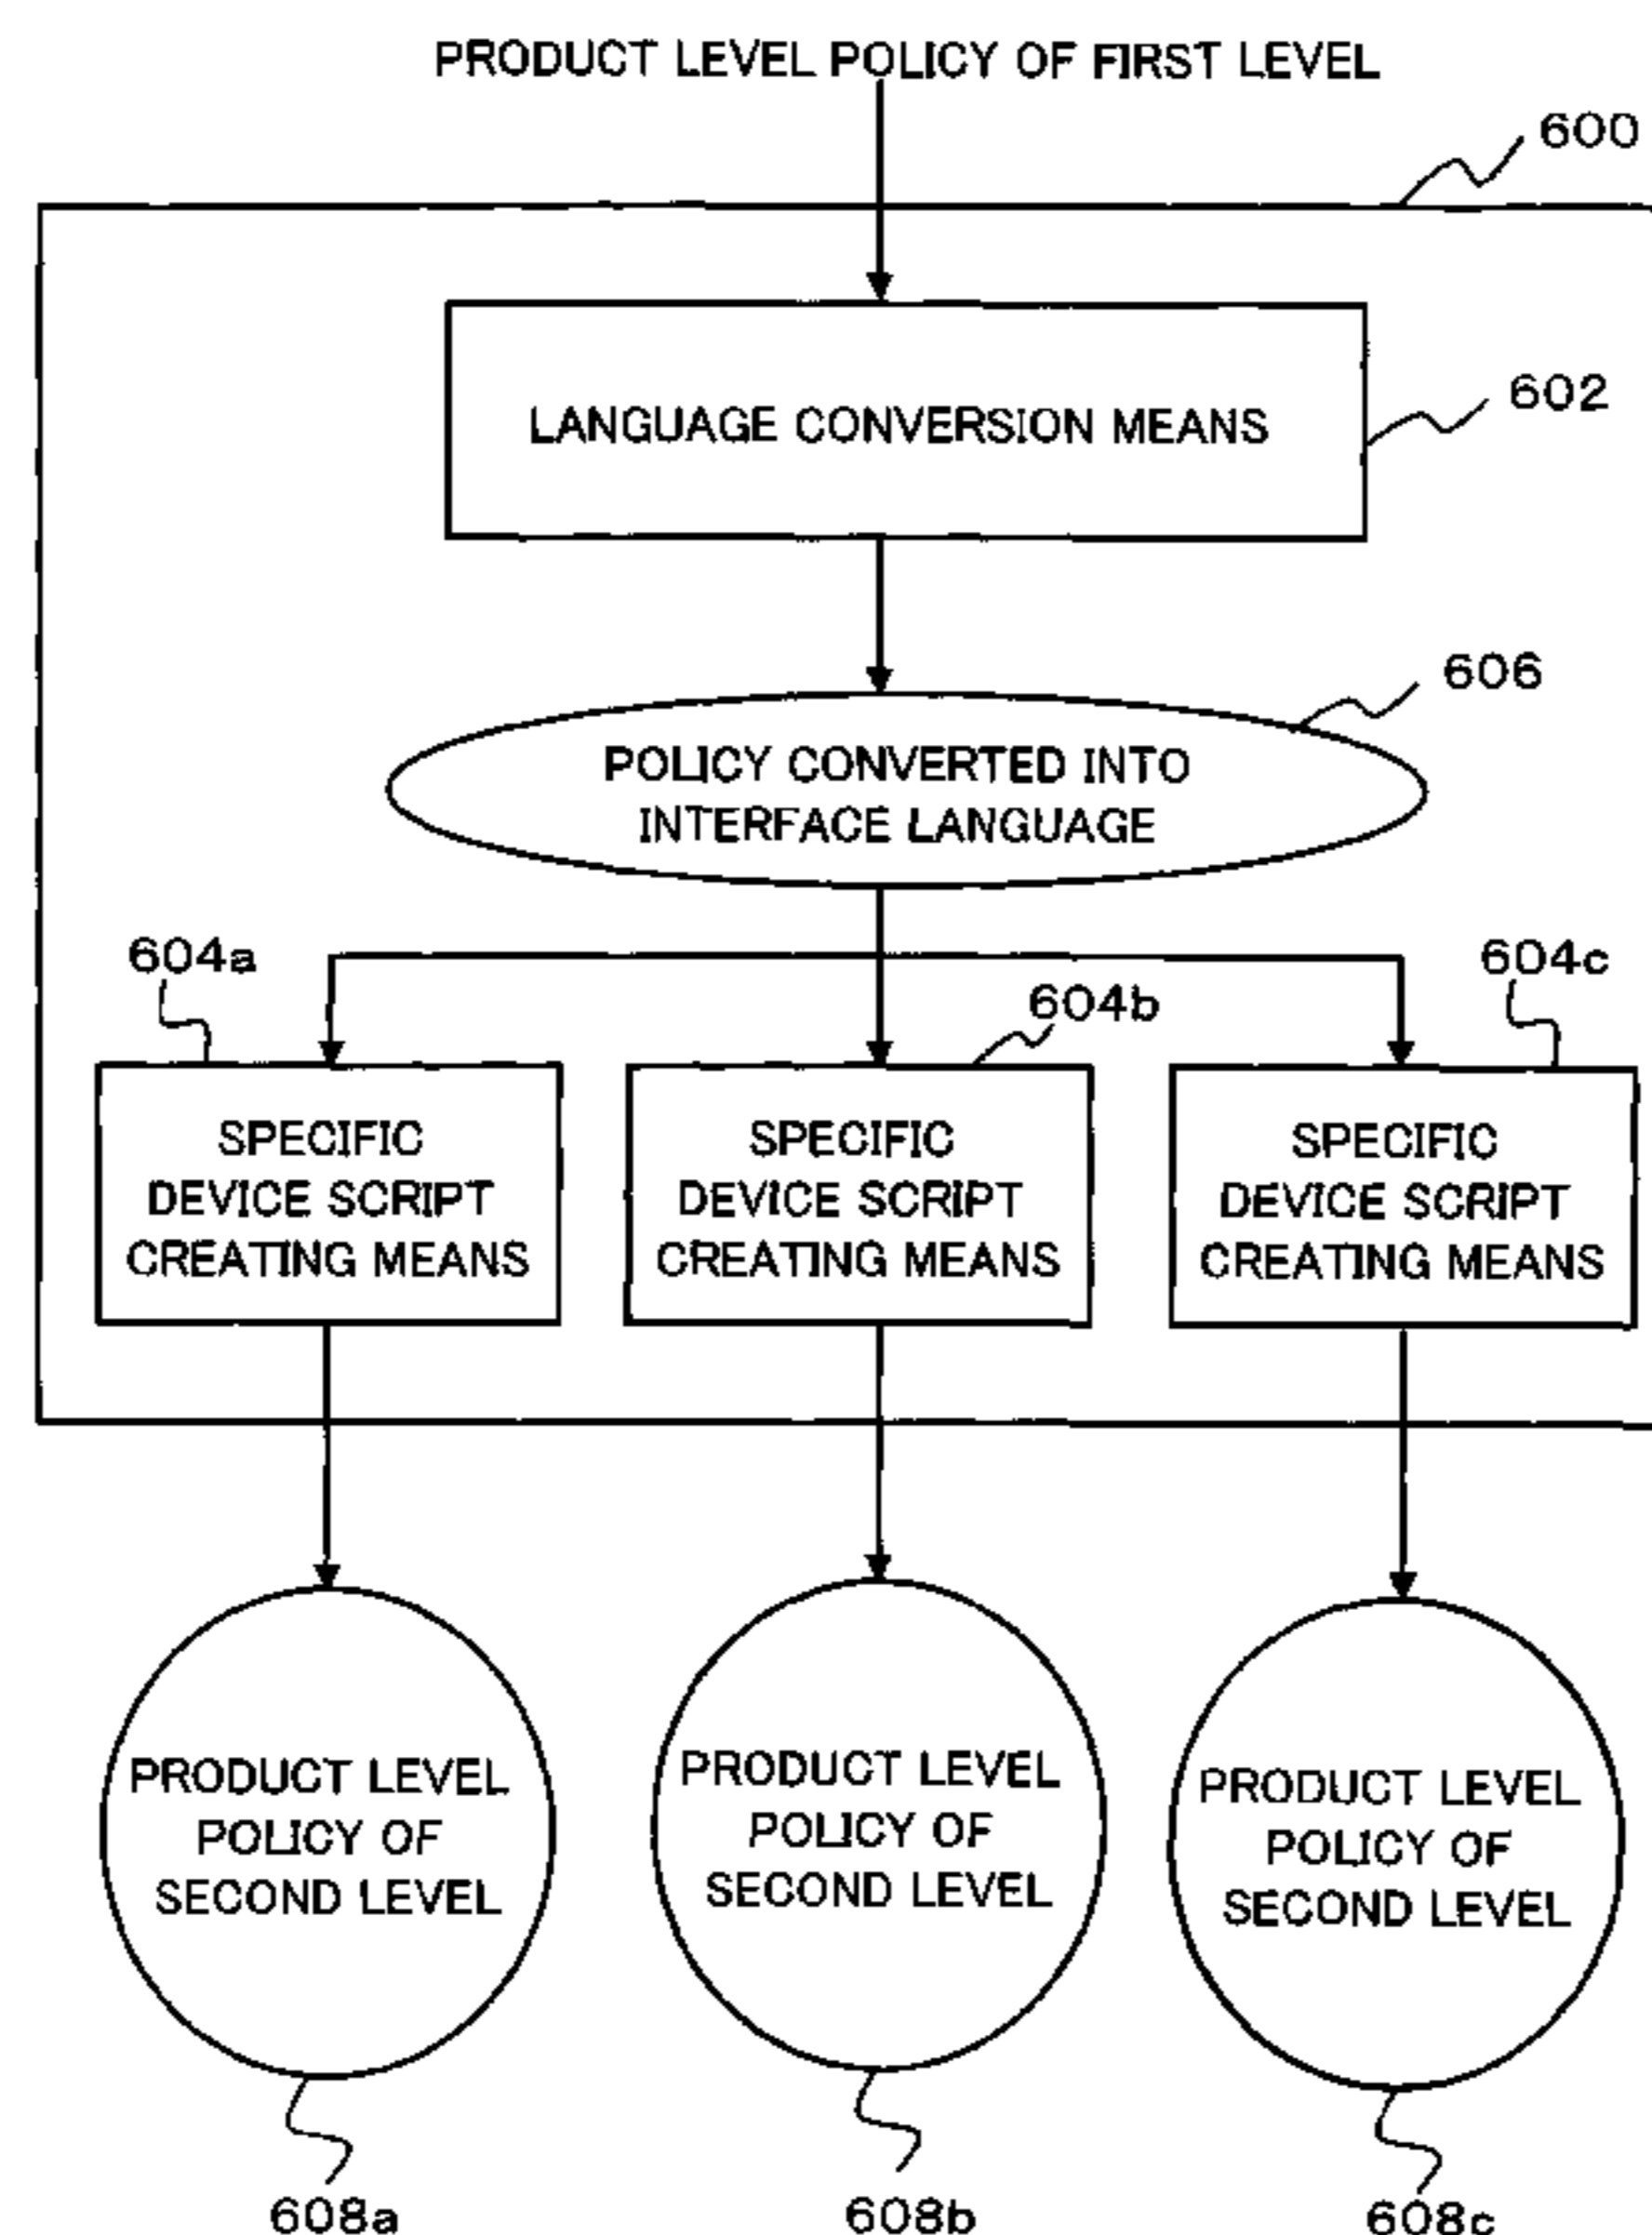 PRODUCT LEVEL POLICY OF FIRST LEVEL
600
LANGUAGE CONVERSION MEANS
602
606
POLICY CONVERTED INTO
INTERFACE LANGUAGE
604a
604b
604c
SPECIFIC
DEVICE SCRIPT
CREATING MEANS
SPECIFIC
DEVICE SCRIPT
CREATING MEANS
SPECIFIC
DEVICE SCRIPT
CREATING MEANS
PRODUCT LEVEL
POLICY OF
SECOND LEVEL
PRODUCT LEVEL
POLICY OF
SECOND LEVEL
PRODUCT LEVEL
POLICY OF
SECOND LEVEL
608a
608b
608c